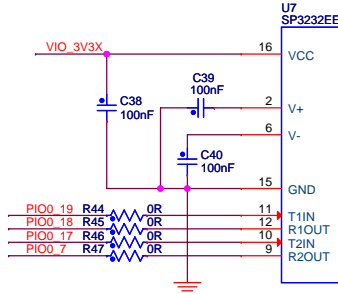 U7
SP3232EE
VIO_3V3X
16
VCC
C39
100nF
C38
100nF
2
V+
6
V-
C40
100nF
15
GND
PIO0_19 R44 0R 11 T1IN
PIO0_18 R45 0R 12 R1OUT
PIO0_17 R46 0R 10 T2IN
PIO0_7 R47 0R 9 R2OUT